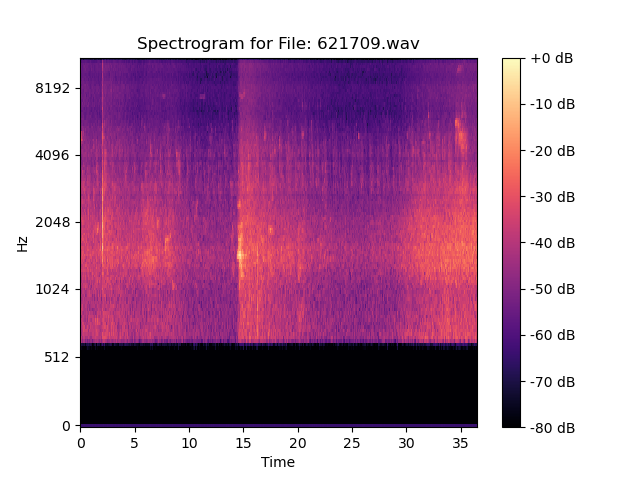 Spectrogram for File: 621709.wav
Hz
8192
4096
2048
1024
512
0
0 5 10 15 20 25 30 35
Time
+0 dB
-10 dB
-20 dB
-30 dB
-40 dB
-50 dB
-60 dB
-70 dB
-80 dB